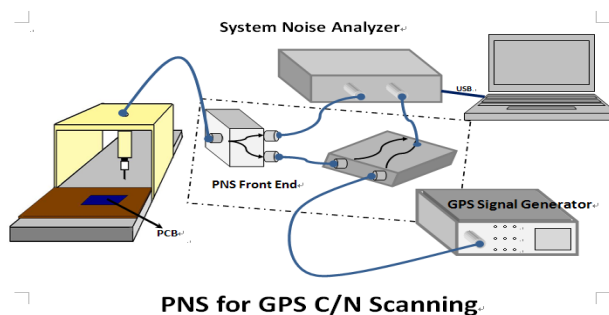 System Noise Analyzer
USB
PNS Front End
GPS Signal Generator
PCB
PNS for GPS C/N Scanning